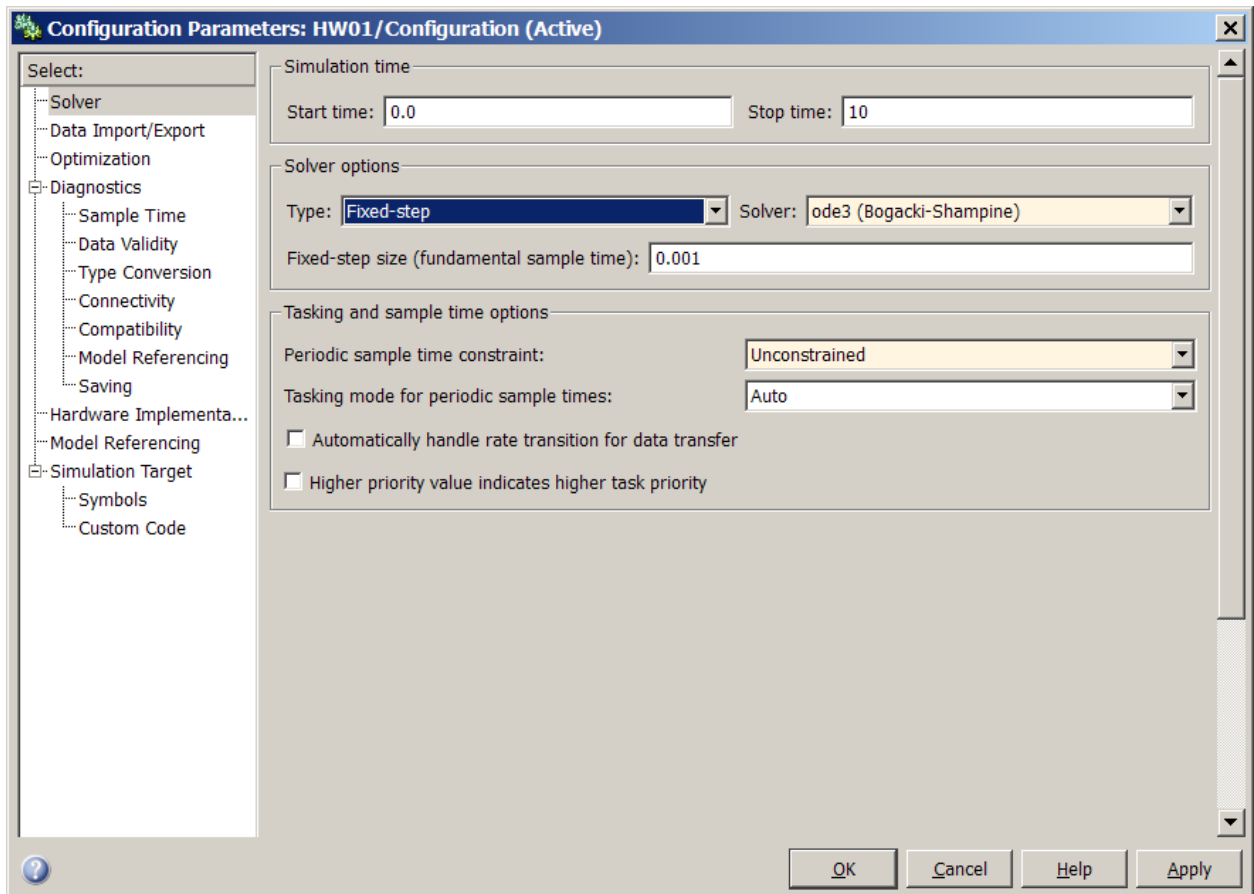 Configuration Parameters: HW01/Configuration (Active)
Select:
Solver
Data Import/Export
Optimization
Diagnostics
Sample Time
Data Validity
Type Conversion
Connectivity
Compatibility
Model Referencing
Saving
Hardware Implementa...
Model Referencing
Simulation Target
Symbols
Custom Code
Simulation time
Start time: 0.0 Stop time: 10
Solver options
Type: Fixed-step Solver: ode3 (Bogacki-Shampine)
Fixed-step size (fundamental sample time): 0.001
Tasking and sample time options
Periodic sample time constraint: Unconstrained
Tasking mode for periodic sample times: Auto
Automatically handle rate transition for data transfer
Higher priority value indicates higher task priority
OK Cancel Help Apply